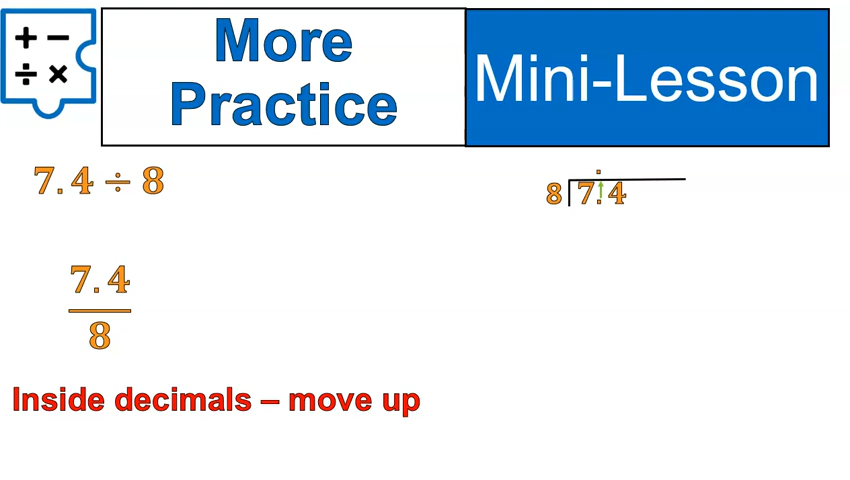 + −
÷ ×
More
Practice
Mini-Lesson
7.4 ÷ 8
.
8 7.4
7.4
8
Inside decimals – move up